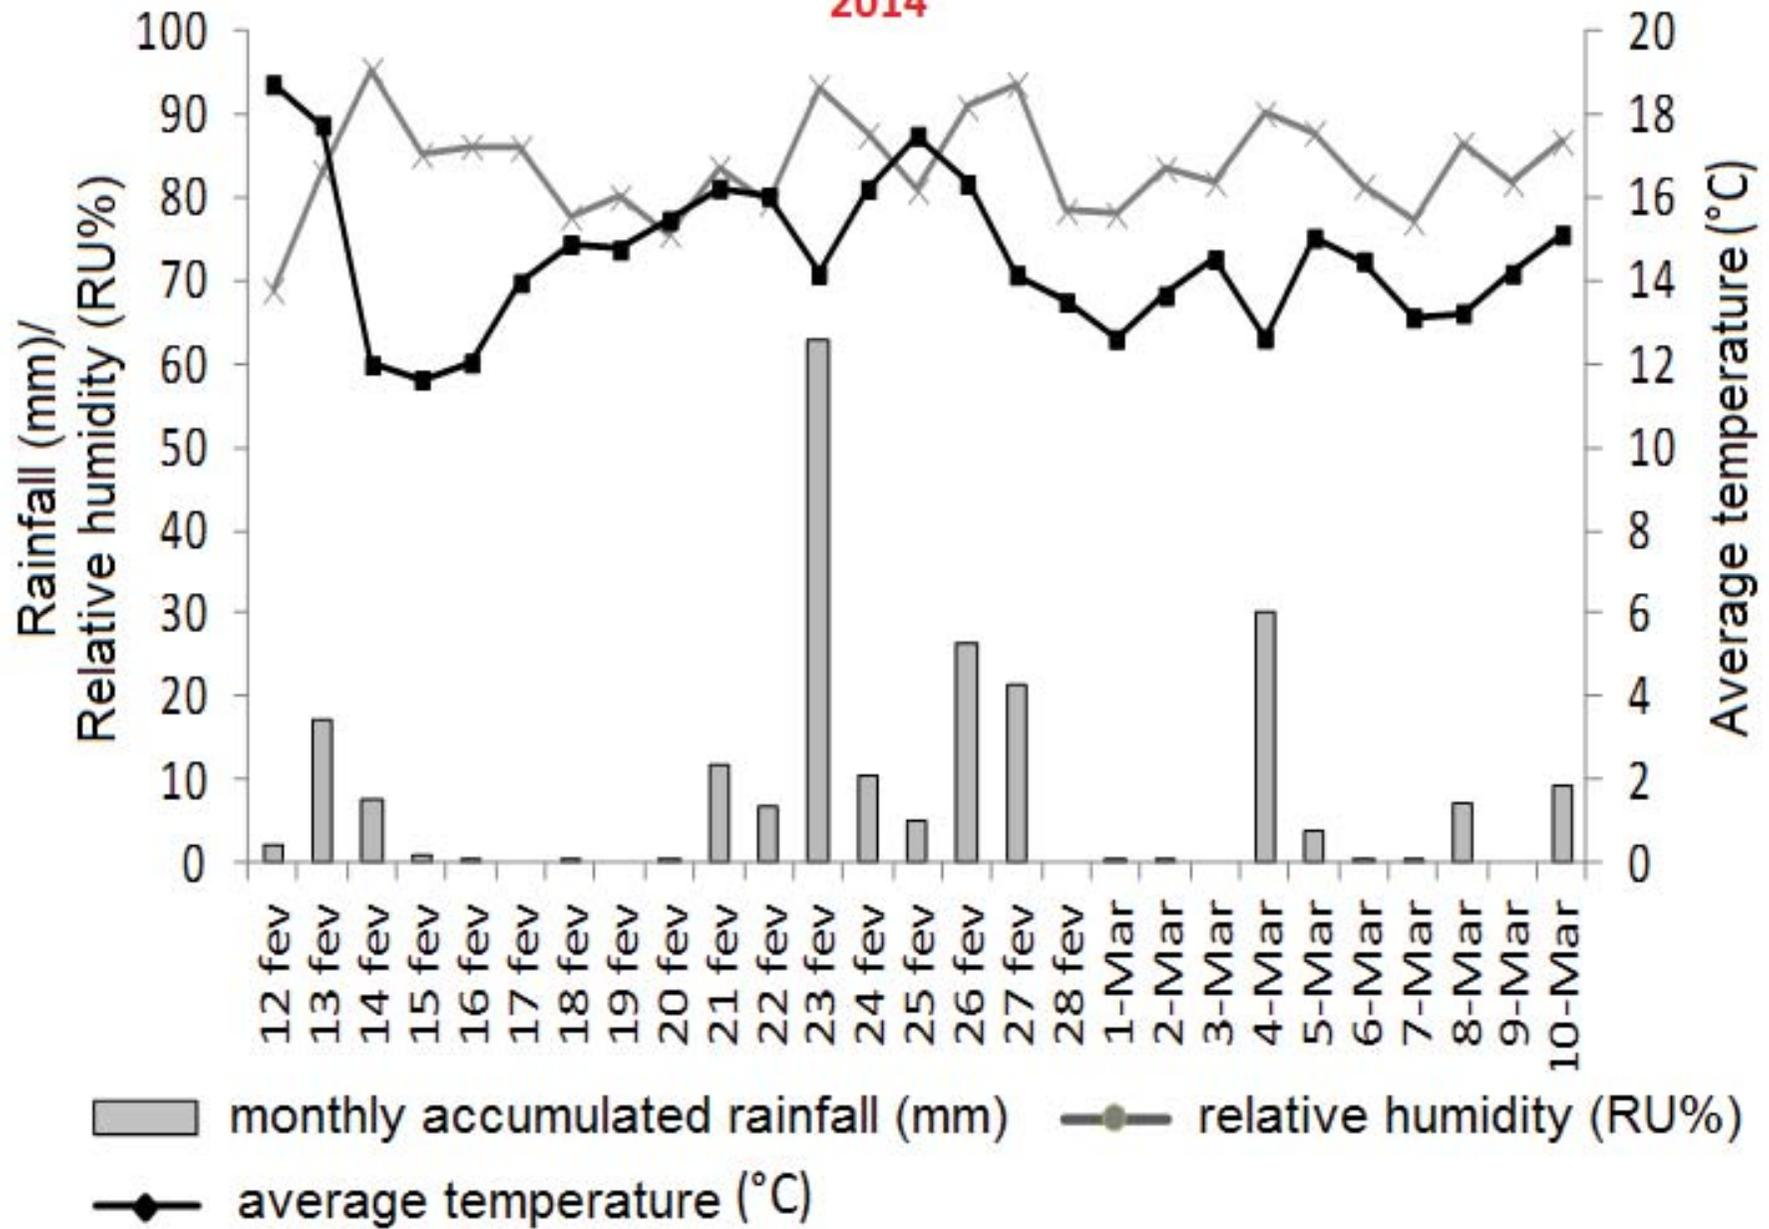 2014
100
90
80
70
60
50
40
30
20
10
0
Rainfall (mm)/
Relative humidity (RU%)
20
18
16
14
12
10
8
6
4
2
0
Average temperature (°C)
12 fev
13 fev
14 fev
15 fev
16 fev
17 fev
18 fev
19 fev
20 fev
21 fev
22 fev
23 fev
24 fev
25 fev
26 fev
27 fev
28 fev
1-Mar
2-Mar
3-Mar
4-Mar
5-Mar
6-Mar
7-Mar
8-Mar
9-Mar
10-Mar
monthly accumulated rainfall (mm)
relative humidity (RU%)
average temperature (°C)